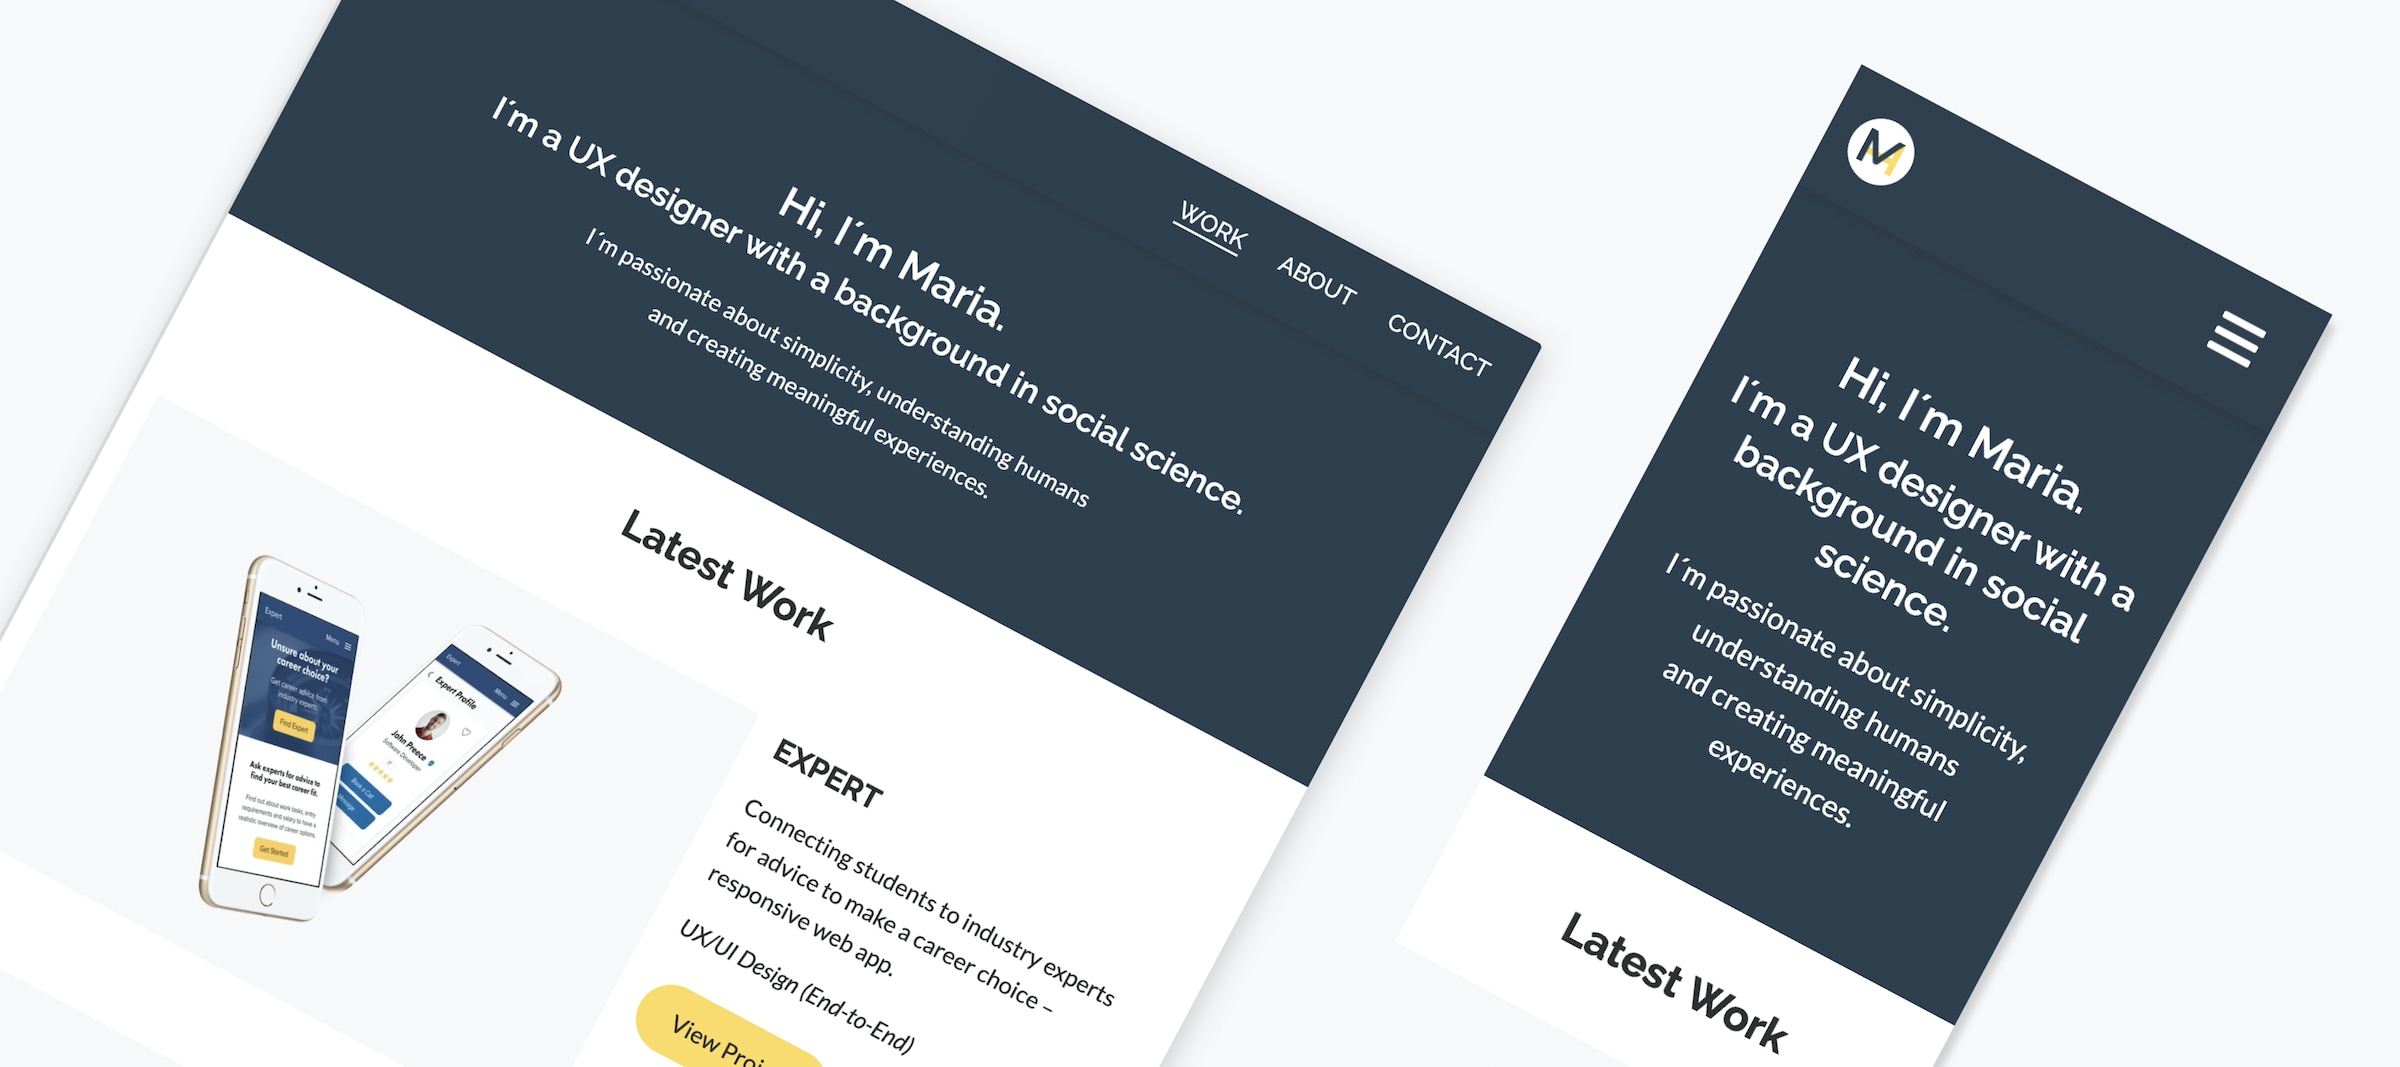 WORK
ABOUT
CONTACT
Hi, I´m Maria.
I´m a UX designer with a background in social science.
I´m passionate about simplicity, understanding humans
and creating meaningful experiences.
Latest Work
Expert
Menu
Unsure about your
career choice?
Get career advice from
industry experts.
Find Expert
Ask experts for advice to
find your best career fit.
Find out about work tasks, entry
requirements and salary to have a
realistic overview of career options.
Get Started
Expert
Menu
Expert Profile
John Preece
Software Developer
Book a Call
Message
EXPERT
Connecting students to industry experts
for advice to make a career choice –
responsive web app.
UX/UI Design (End-to-End)
View
M
Hi, I´m Maria.
I´m a UX designer with a
background in social
science.
I´m passionate about simplicity,
understanding humans
and creating meaningful
experiences.
Latest Work